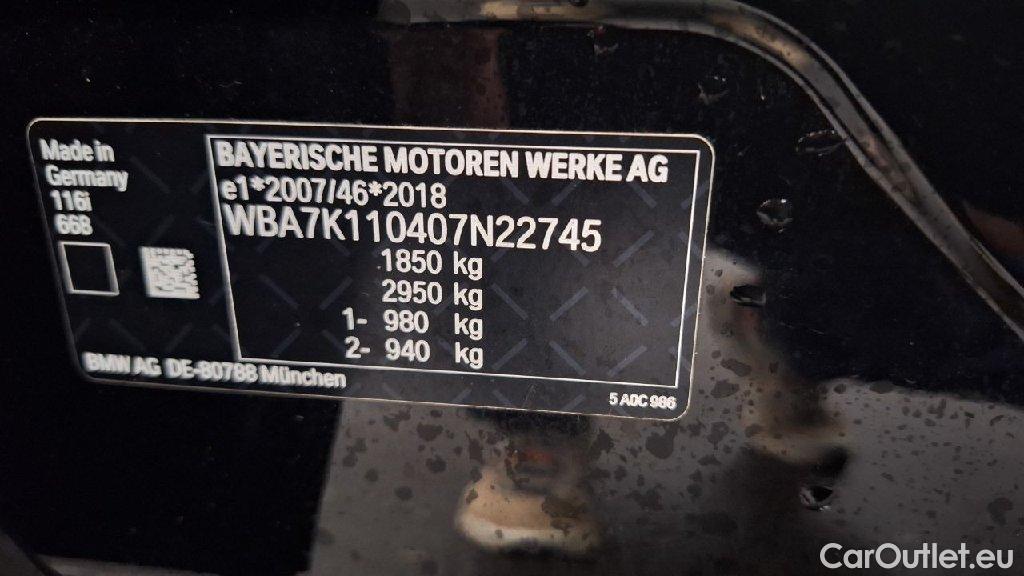 Made in
Germany
116i
668
BAYERISCHE MOTOREN WERKE AG
e1*2007/46*2018
WBA7K110407N22745
1850 kg
2950 kg
1- 980 kg
2- 940 kg
BMW AG DE-80788 München
5 A0C 986
CarOutlet.eu